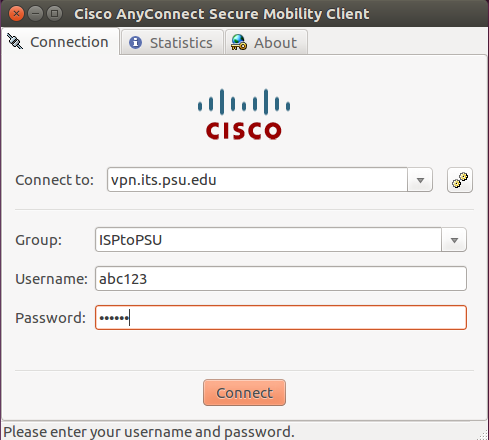 Cisco AnyConnect Secure Mobility Client
Connection Statistics About
CISCO
Connect to: vpn.its.psu.edu
Group: ISPtoPSU
Username: abc123
Password: ••••••
Connect
Please enter your username and password.